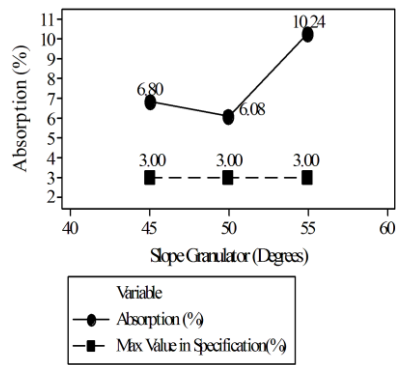 Absorption (%)
11
10
9
8
7
6
5
4
3
2
10.24
6.80
6.08
3.00 3.00 3.00
40 45 50 55 60
Slope Granulator (Degrees)
Variable
Absorption (%)
Max Value in Specification(%)